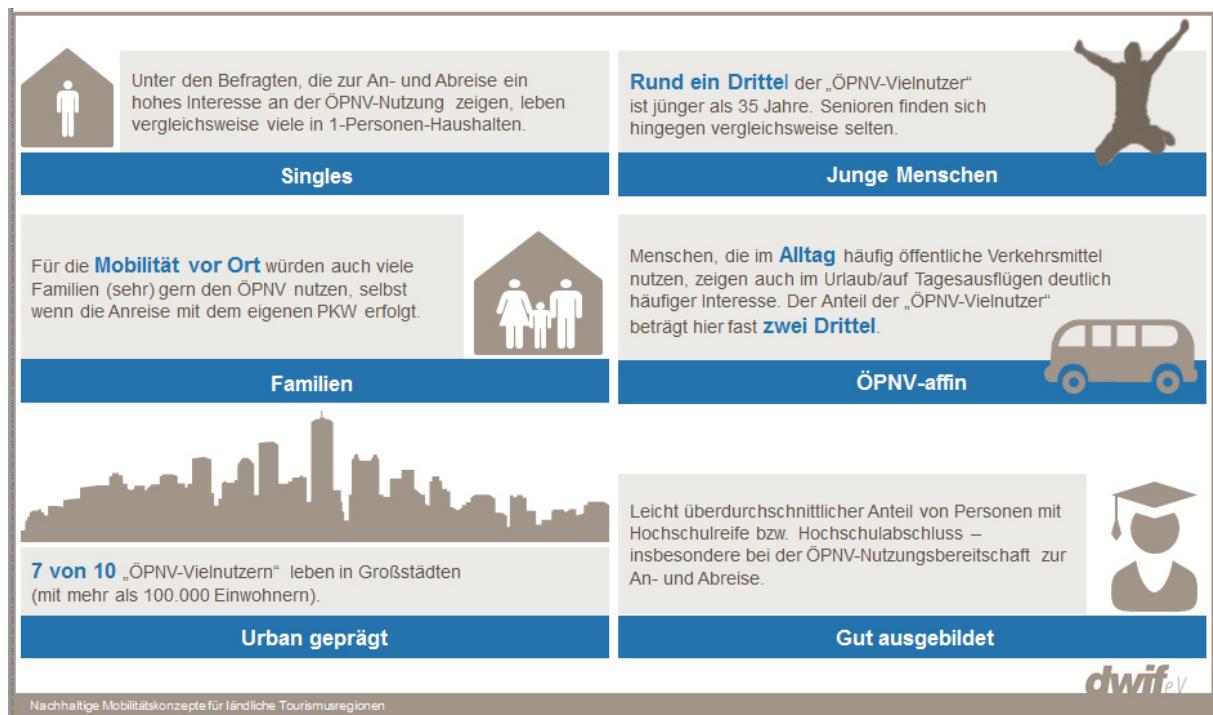 Unter den Befragten, die zur An- und Abreise ein
hohes Interesse an der ÖPNV-Nutzung zeigen, leben
vergleichsweise viele in 1-Personen-Haushalten.
Singles
Rund ein Drittel der „ÖPNV-Vielnutzer“
ist jünger als 35 Jahre. Senioren finden sich
hingegen vergleichsweise selten.
Junge Menschen
Für die Mobilität vor Ort würden auch viele
Familien (sehr) gern den ÖPNV nutzen, selbst
wenn die Anreise mit dem eigenen PKW erfolgt.
Familien
Menschen, die im Alltag häufig öffentliche Verkehrsmittel
nutzen, zeigen auch im Urlaub/auf Tagesausflügen deutlich
häufiger Interesse. Der Anteil der „ÖPNV-Vielnutzer“
beträgt hier fast zwei Drittel.
ÖPNV-affin
7 von 10 „ÖPNV-Vielnutzern“ leben in Großstädten
(mit mehr als 100.000 Einwohnern).
Urban geprägt
Leicht überdurchschnittlicher Anteil von Personen mit
Hochschulreife bzw. Hochschulabschluss –
insbesondere bei der ÖPNV-Nutzungsbereitschaft zur
An- und Abreise.
Gut ausgebildet
dwif eV
Nachhaltige Mobilitätskonzepte für ländliche Tourismusregionen